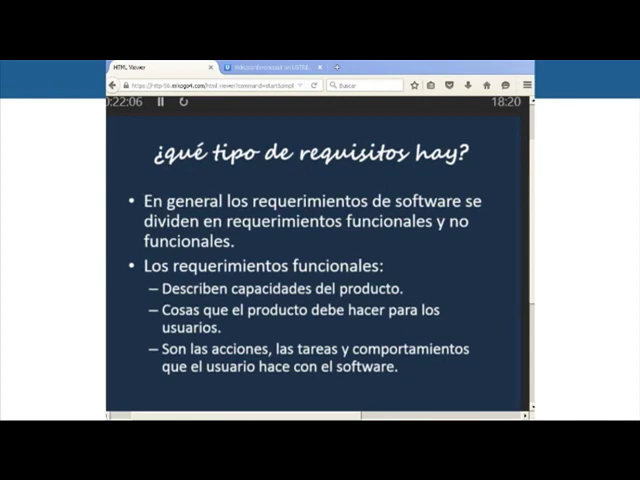 HTML Viewer
Buscar
0:22:06
18:20
¿qué tipo de requisitos hay?
• En general los requerimientos de software se
dividen en requerimientos funcionales y no
funcionales.
• Los requerimientos funcionales:
– Describen capacidades del producto.
– Cosas que el producto debe hacer para los
usuarios.
– Son las acciones, las tareas y comportamientos
que el usuario hace con el software.